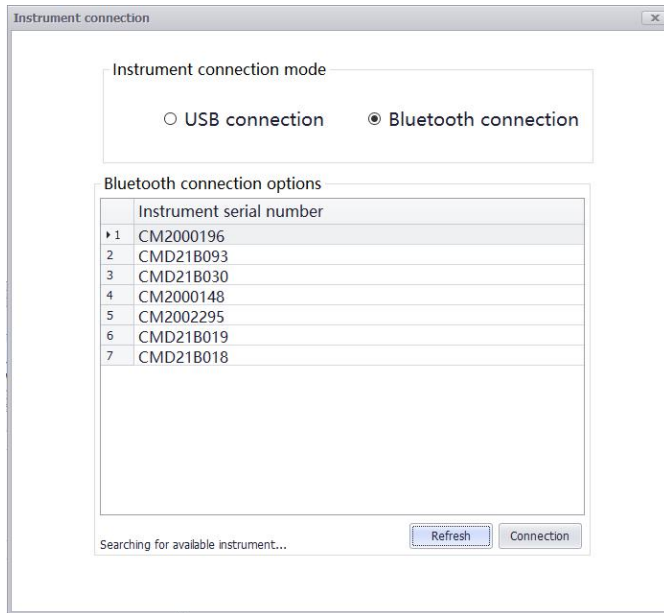 Instrument connection
Instrument connection mode
USB connection Bluetooth connection
Bluetooth connection options
Instrument serial number
1 CM2000196
2 CMD21B093
3 CMD21B030
4 CM2000148
5 CM2002295
6 CMD21B019
7 CMD21B018
Searching for available instrument... Refresh Connection